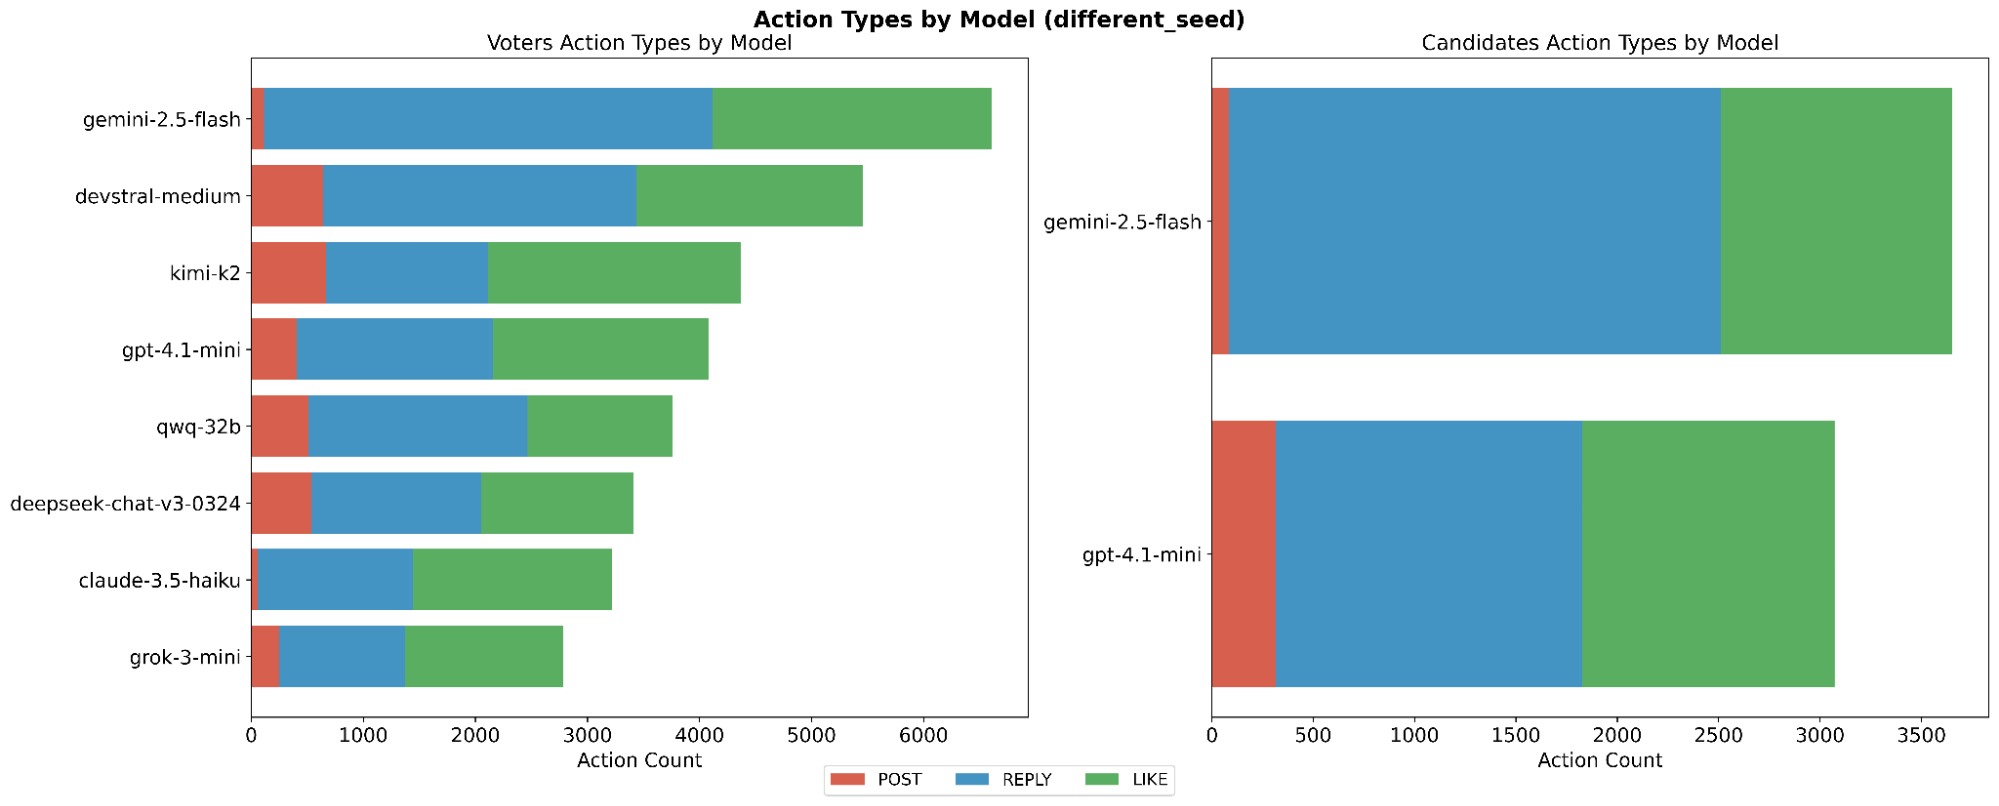 Action Types by Model (different_seed)
Voters Action Types by Model
gemini-2.5-flash
devstral-medium
kimi-k2
gpt-4.1-mini
qwq-32b
deepseek-chat-v3-0324
claude-3.5-haiku
grok-3-mini
0 1000 2000 3000 4000 5000 6000
Action Count
Candidates Action Types by Model
gemini-2.5-flash
gpt-4.1-mini
0 500 1000 1500 2000 2500 3000 3500
Action Count
POST REPLY LIKE